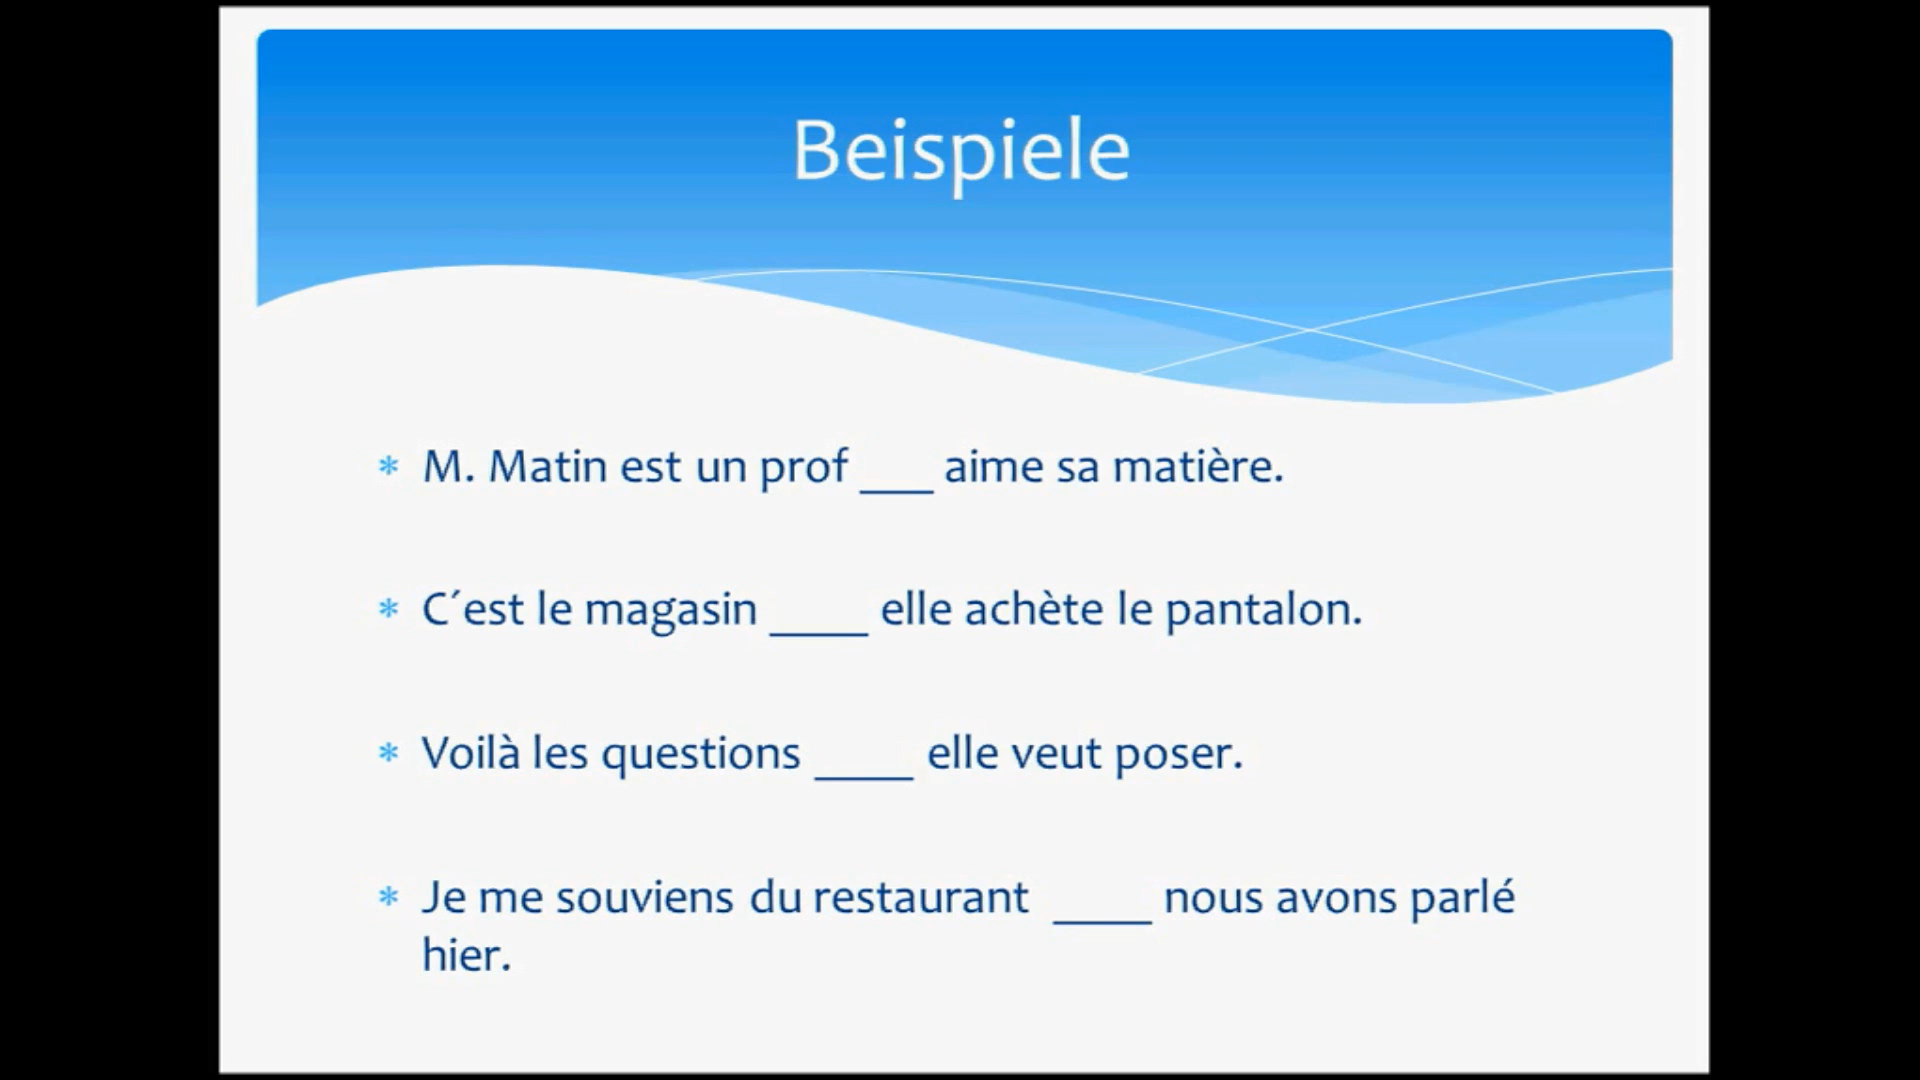 Beispiele
* M. Matin est un prof ___ aime sa matière.
* C´est le magasin ____ elle achète le pantalon.
* Voilà les questions ____ elle veut poser.
* Je me souviens du restaurant ____ nous avons parlé
hier.